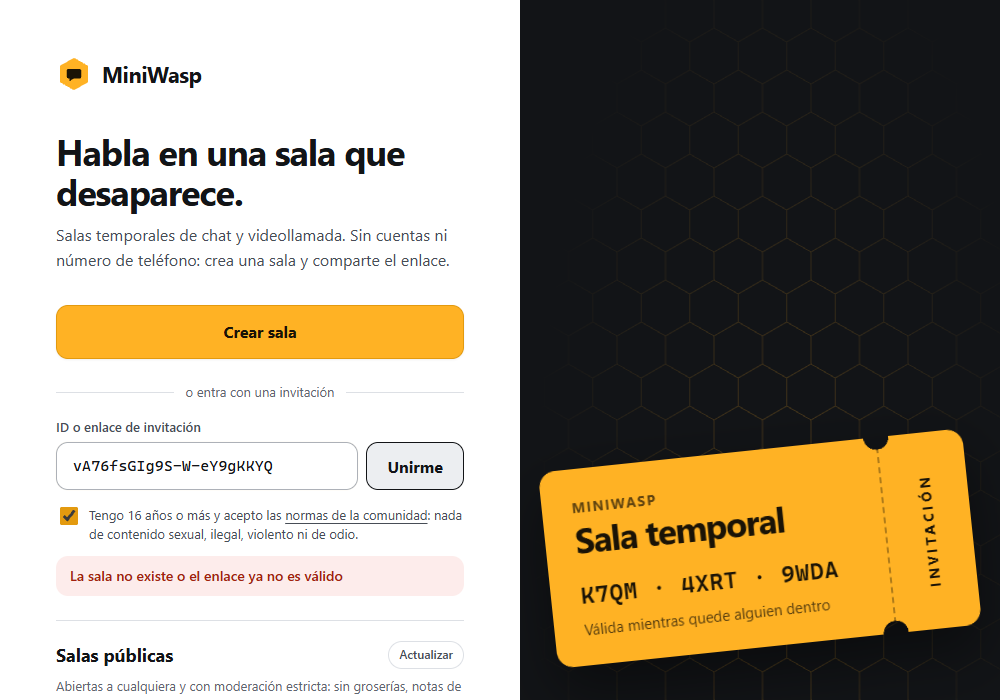 MiniWasp
Habla en una sala que
desaparece.
Salas temporales de chat y videollamada. Sin cuentas ni
número de teléfono: crea una sala y comparte el enlace.
Crear sala
o entra con una invitación
ID o enlace de invitación
vA76fsGIg9S-W-eY9gKKYQ
Unirme
Tengo 16 años o más y acepto las normas de la comunidad: nada
de contenido sexual, ilegal, violento ni de odio.
La sala no existe o el enlace ya no es válido
Salas públicas
Actualizar
Abiertas a cualquiera y con moderación estricta: sin groserías, notas de
MINIWASP
Sala temporal
K7QM · 4XRT · 9WDA
Válida mientras quede alguien dentro
INVITACIÓN